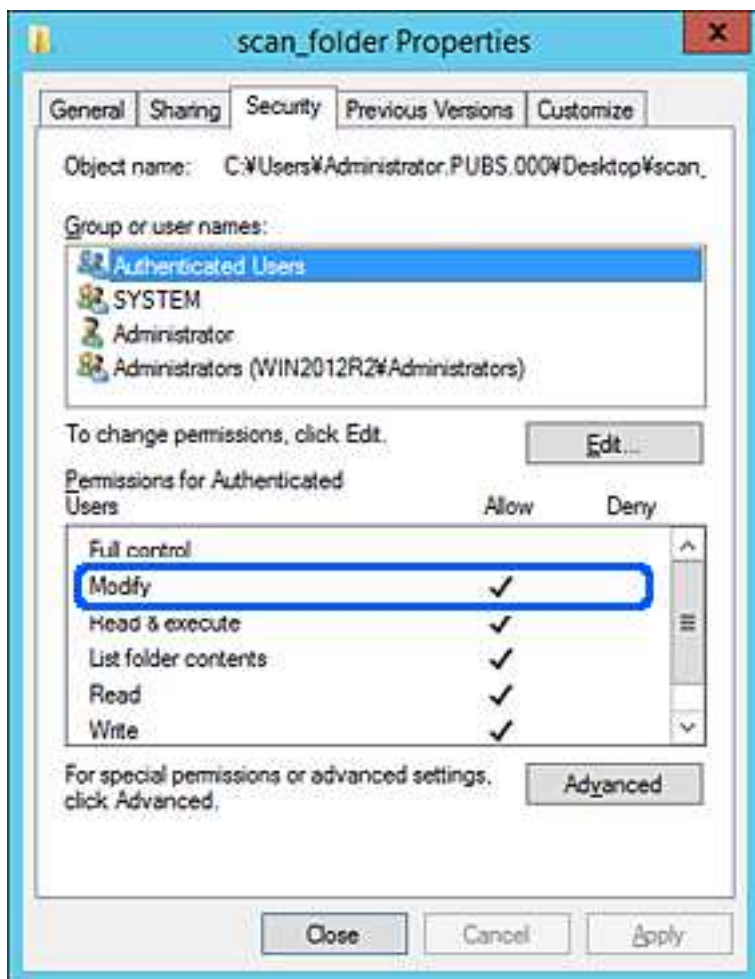 scan_folder Properties
General Sharing Security Previous Versions Customize
Object name: C:¥Users¥Administrator.PUBS.000¥Desktop¥scan_
Group or user names:
Authenticated Users
SYSTEM
Administrator
Administrators (WIN2012R2¥Administrators)
To change permissions, click Edit. Edit...
Permissions for Authenticated
Users Allow Deny
Full control
Modify
Read & execute
List folder contents
Read
Write
For special permissions or advanced settings, Advanced
click Advanced.
Close Cancel Apply